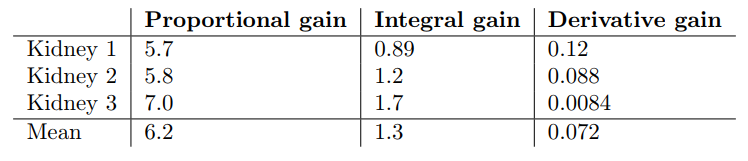 Proportional gain Integral gain Derivative gain
Kidney 1 5.7 0.89 0.12
Kidney 2 5.8 1.2 0.088
Kidney 3 7.0 1.7 0.0084
Mean 6.2 1.3 0.072